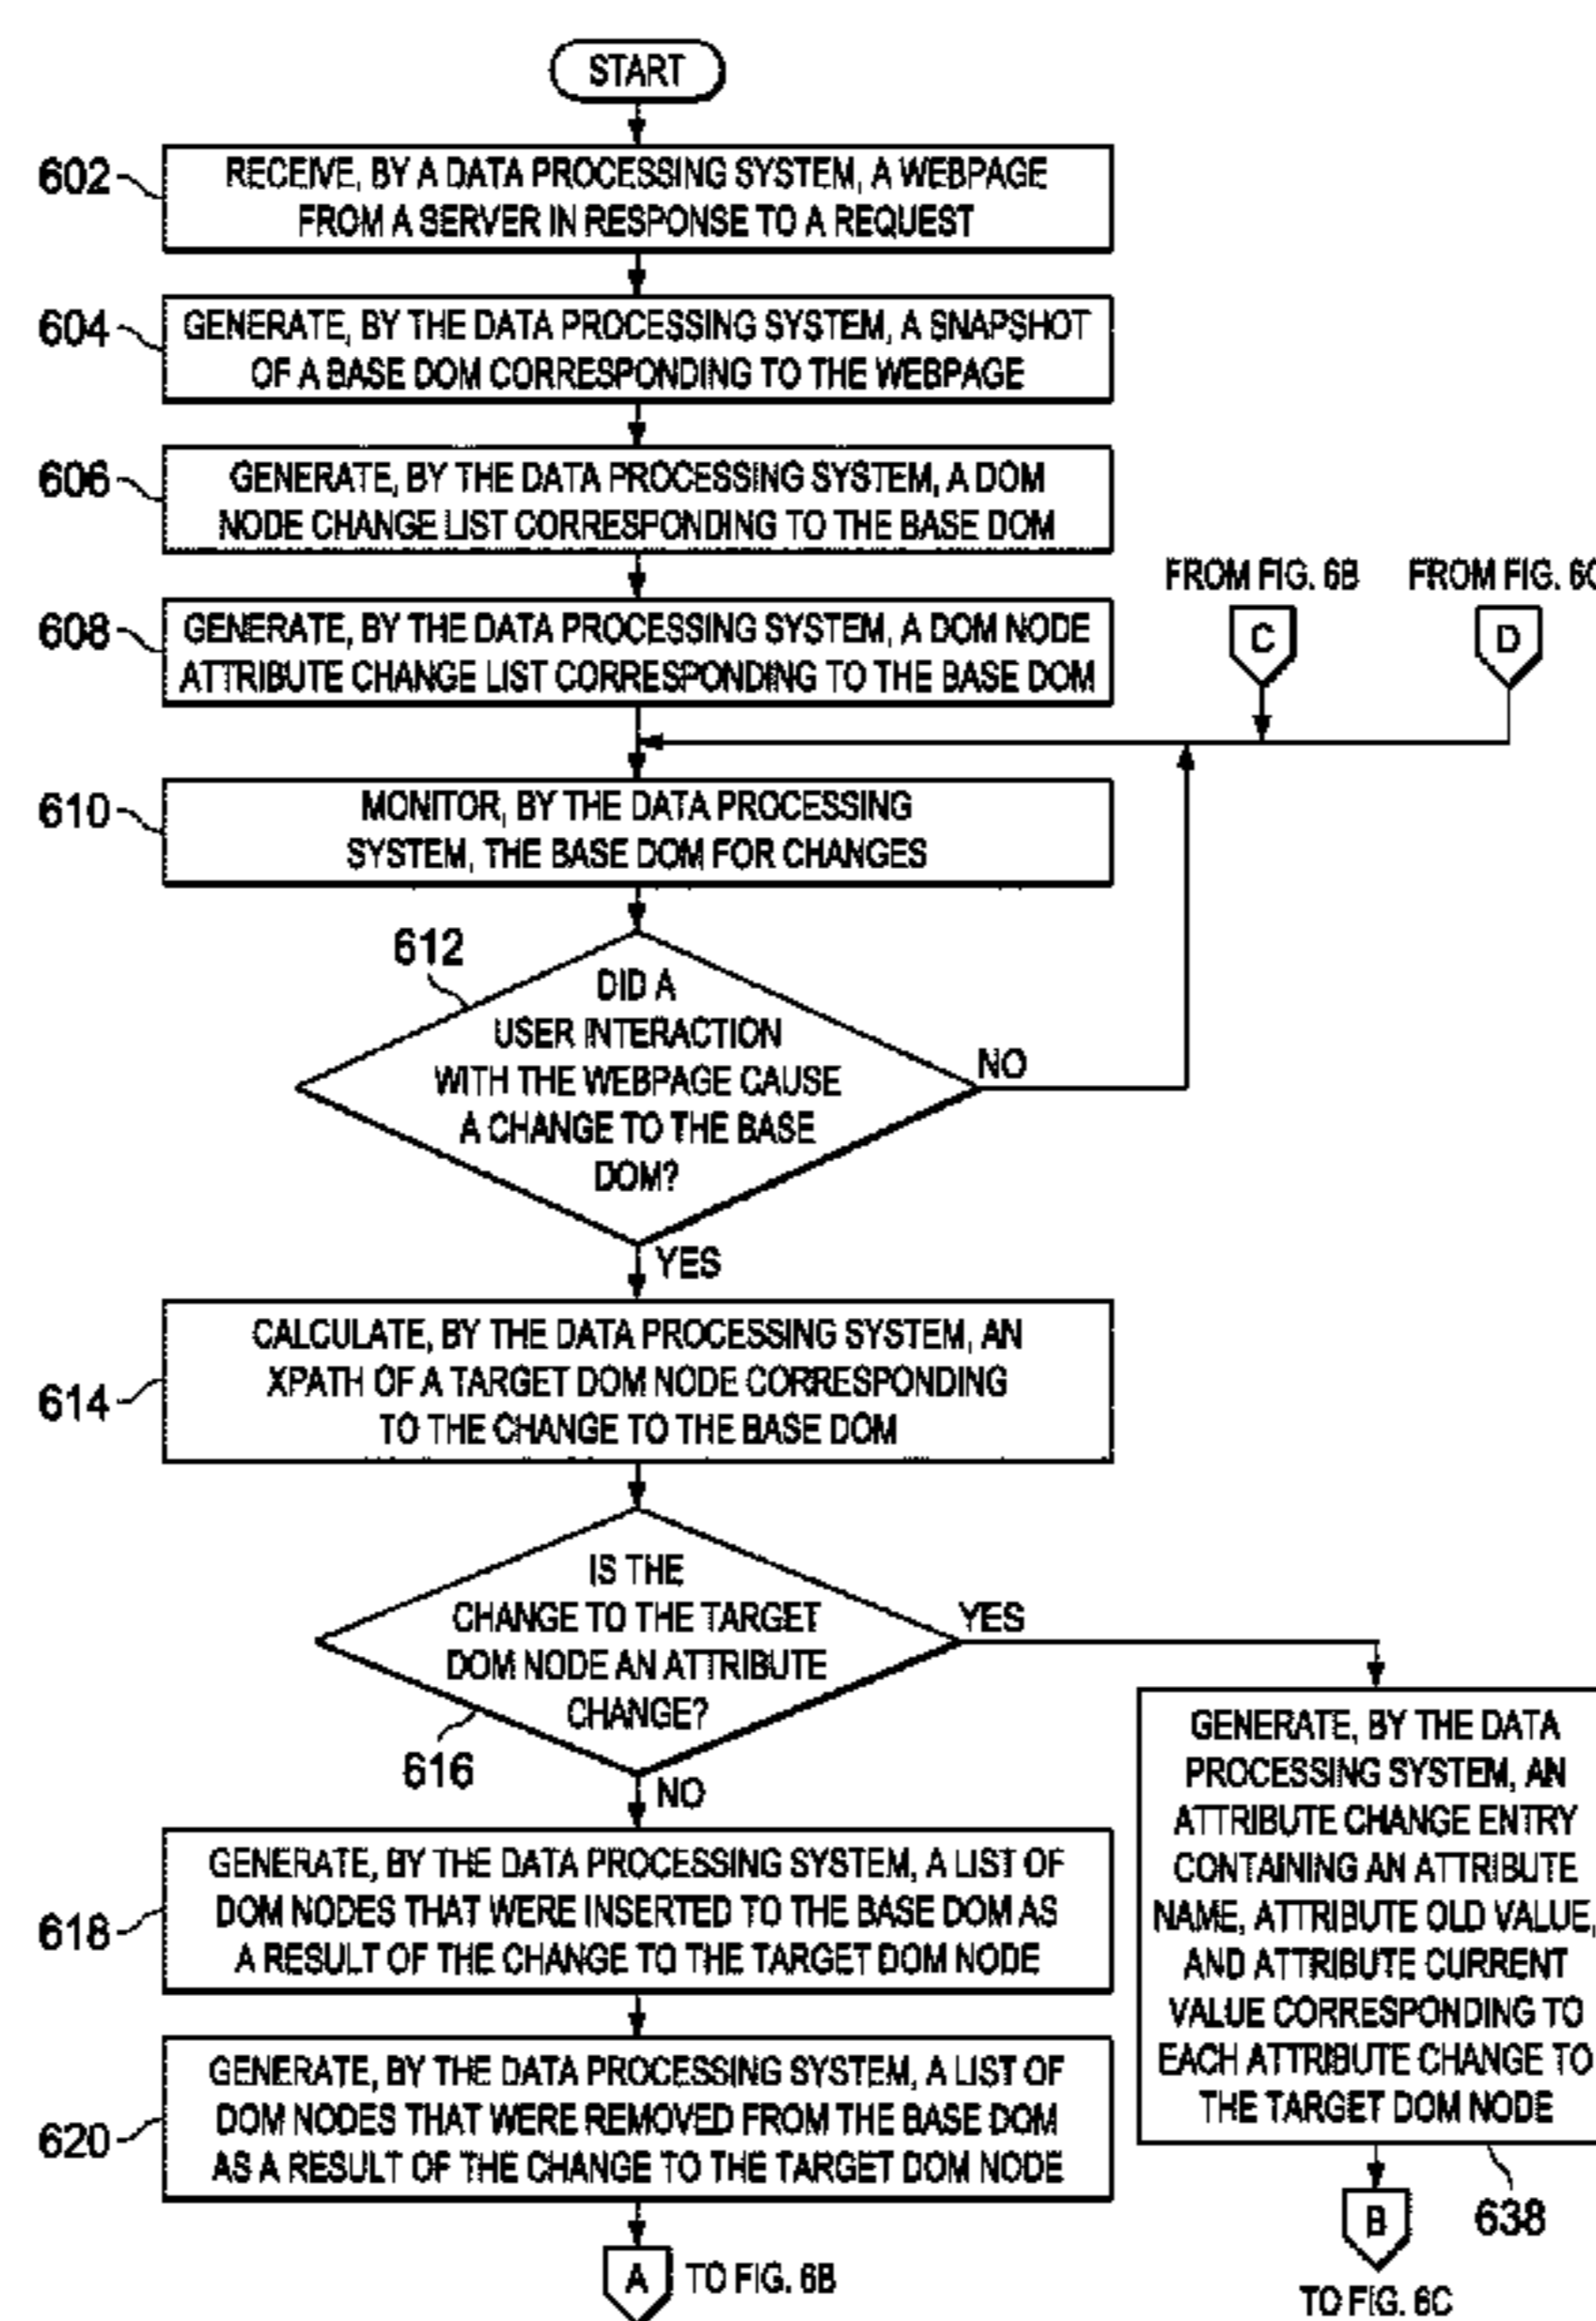 START
602
RECEIVE, BY A DATA PROCESSING SYSTEM, A WEBPAGE
FROM A SERVER IN RESPONSE TO A REQUEST
604
GENERATE, BY THE DATA PROCESSING SYSTEM, A SNAPSHOT
OF A BASE DOM CORRESPONDING TO THE WEBPAGE
606
GENERATE, BY THE DATA PROCESSING SYSTEM, A DOM
NODE CHANGE LIST CORRESPONDING TO THE BASE DOM
FROM FIG. 6B
FROM FIG. 6C
C
D
608
GENERATE, BY THE DATA PROCESSING SYSTEM, A DOM NODE
ATTRIBUTE CHANGE LIST CORRESPONDING TO THE BASE DOM
610
MONITOR, BY THE DATA PROCESSING
SYSTEM, THE BASE DOM FOR CHANGES
612
DID A
USER INTERACTION
WITH THE WEBPAGE CAUSE
A CHANGE TO THE BASE
DOM?
NO
YES
614
CALCULATE, BY THE DATA PROCESSING SYSTEM, AN
XPATH OF A TARGET DOM NODE CORRESPONDING
TO THE CHANGE TO THE BASE DOM
IS THE
CHANGE TO THE TARGET
DOM NODE AN ATTRIBUTE
CHANGE?
616
YES
NO
618
GENERATE, BY THE DATA PROCESSING SYSTEM, A LIST OF
DOM NODES THAT WERE INSERTED TO THE BASE DOM AS
A RESULT OF THE CHANGE TO THE TARGET DOM NODE
620
GENERATE, BY THE DATA PROCESSING SYSTEM, A LIST OF
DOM NODES THAT WERE REMOVED FROM THE BASE DOM
AS A RESULT OF THE CHANGE TO THE TARGET DOM NODE
A
TO FIG. 6B
GENERATE, BY THE DATA
PROCESSING SYSTEM, AN
ATTRIBUTE CHANGE ENTRY
CONTAINING AN ATTRIBUTE
NAME, ATTRIBUTE OLD VALUE,
AND ATTRIBUTE CURRENT
VALUE CORRESPONDING TO
EACH ATTRIBUTE CHANGE TO
THE TARGET DOM NODE
638
B
TO FIG. 6C